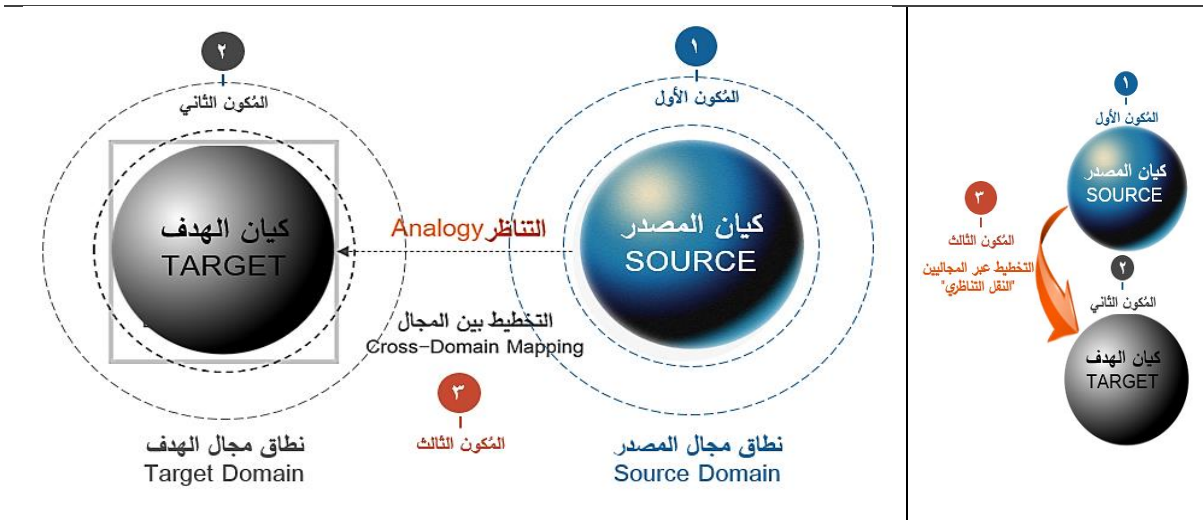 ١
المُكون الأول
كيان المصدر
SOURCE
نطاق مجال المصدر
Source Domain
٢
المُكون الثاني
كيان الهدف
TARGET
نطاق مجال الهدف
Target Domain
التناظر Analogy
التخطيط بين المجال
Cross-Domain Mapping
٣
المُكون الثالث
١
المُكون الأول
كيان المصدر
SOURCE
٣
المُكون الثالث
التخطيط عبر المجاليين
"النقل التناظري"
٢
المُكون الثاني
كيان الهدف
TARGET